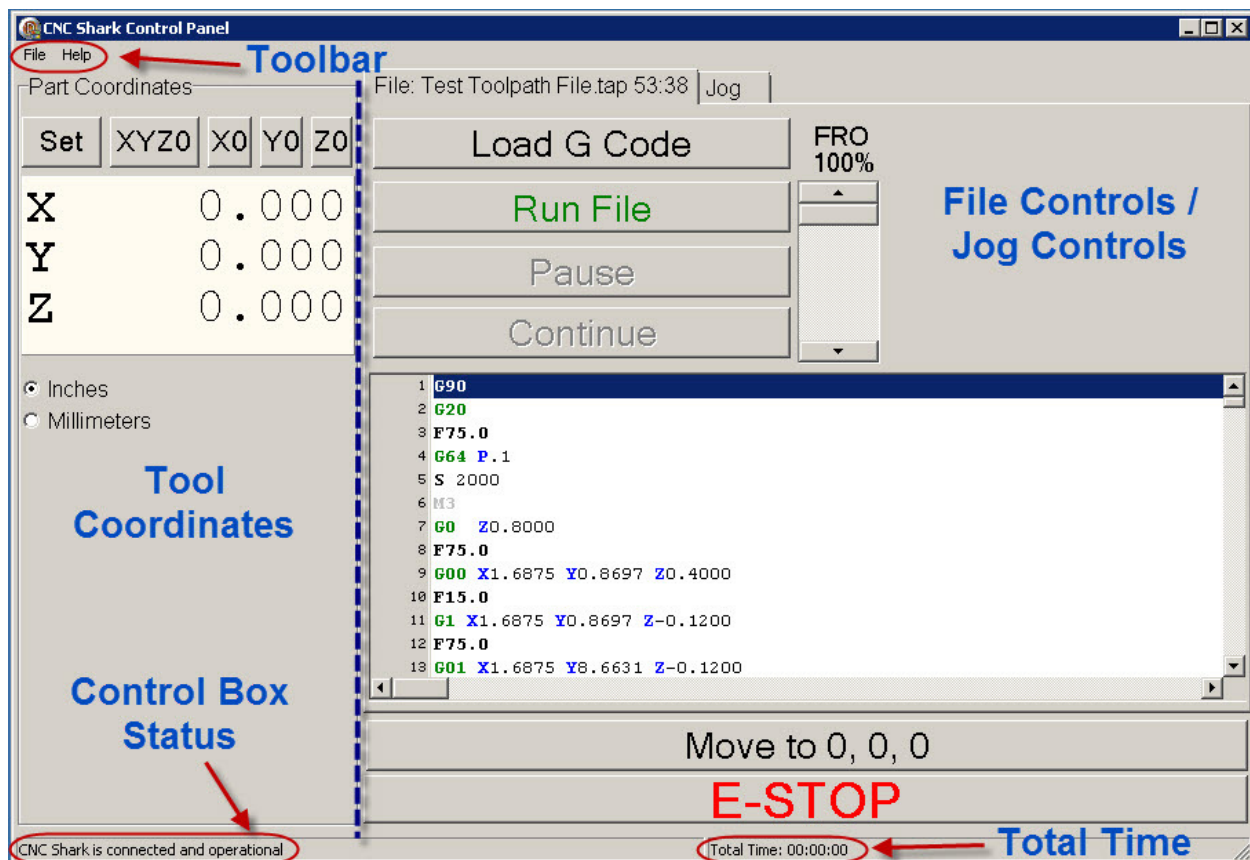 CNC Shark Control Panel
File Help
Toolbar
Part Coordinates
Set XYZ0 X0 Y0 Z0
X 0.000
Y 0.000
Z 0.000
Inches
Millimeters
Tool
Coordinates
Control Box
Status
CNC Shark is connected and operational
File: Test Toolpath File.tap 53:38 Jog
Load G Code
Run File
Pause
Continue
FRO
100%
File Controls /
Jog Controls
1 G90
2 G20
3 F75.0
4 G64 P.1
5 S 2000
6 M3
7 G0 Z0.8000
8 F75.0
9 G00 X1.6875 Y0.8697 Z0.4000
10 F15.0
11 G1 X1.6875 Y0.8697 Z-0.1200
12 F75.0
13 G01 X1.6875 Y8.6631 Z-0.1200
Move to 0, 0, 0
E-STOP
Total Time: 00:00:00
Total Time